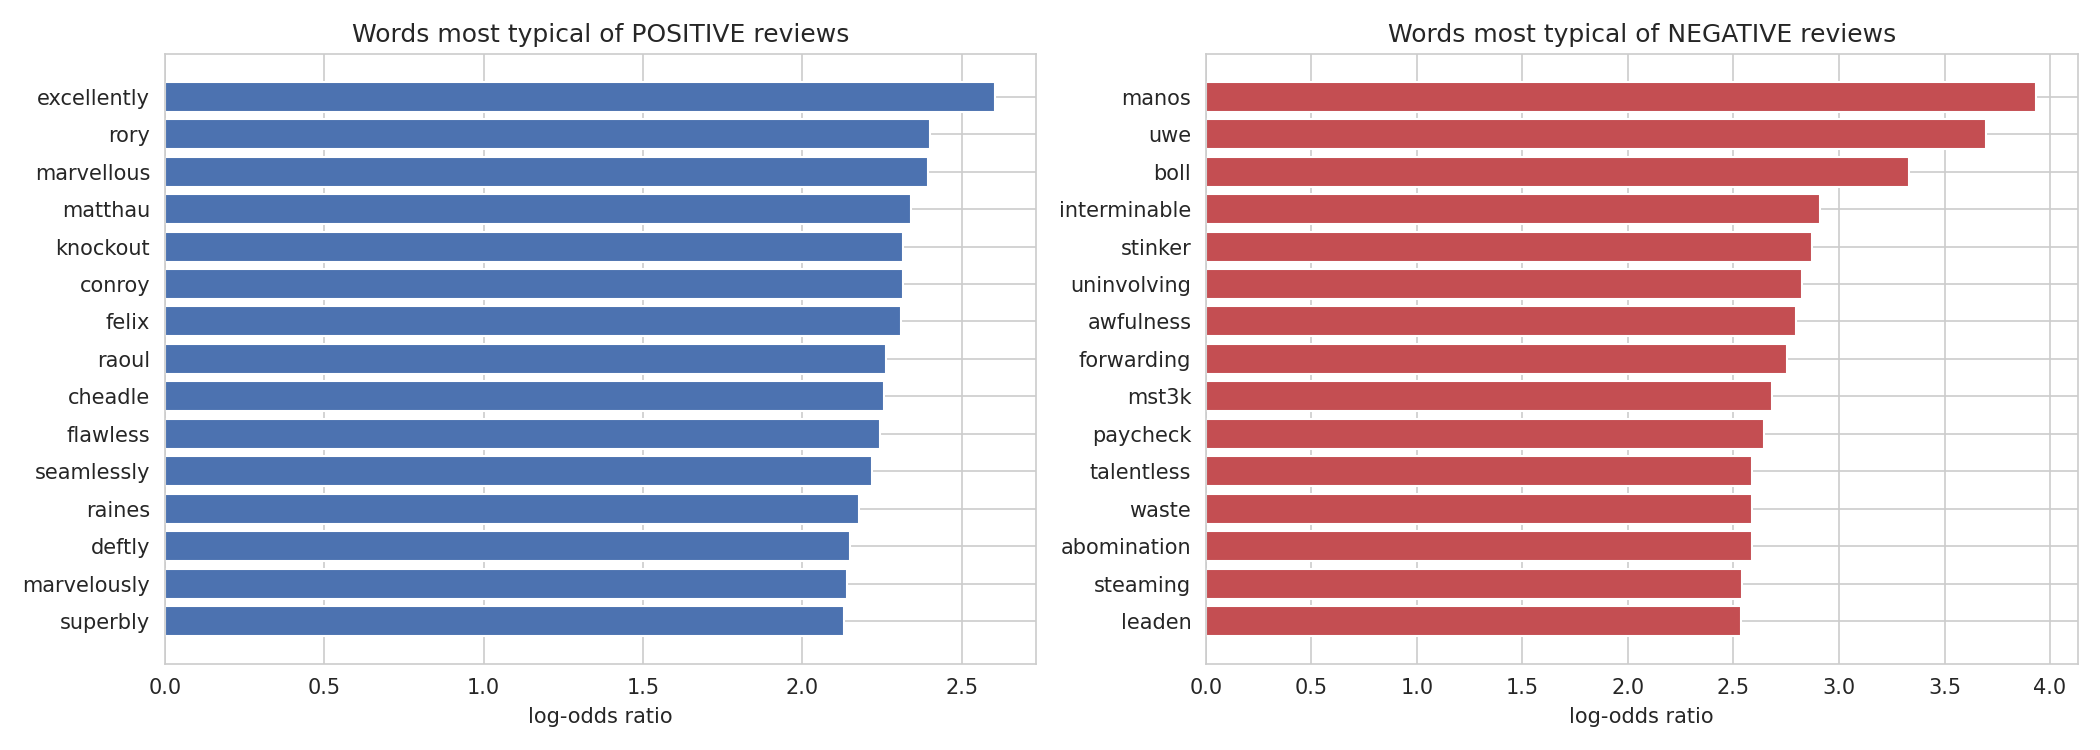 Words most typical of POSITIVE reviews
excellently
rory
marvellous
matthau
knockout
conroy
felix
raoul
cheadle
flawless
seamlessly
raines
deftly
marvelously
superbly
0.0 0.5 1.0 1.5 2.0 2.5
log-odds ratio
Words most typical of NEGATIVE reviews
manos
uwe
boll
interminable
stinker
uninvolving
awfulness
forwarding
mst3k
paycheck
talentless
waste
abomination
steaming
leaden
0.0 0.5 1.0 1.5 2.0 2.5 3.0 3.5 4.0
log-odds ratio